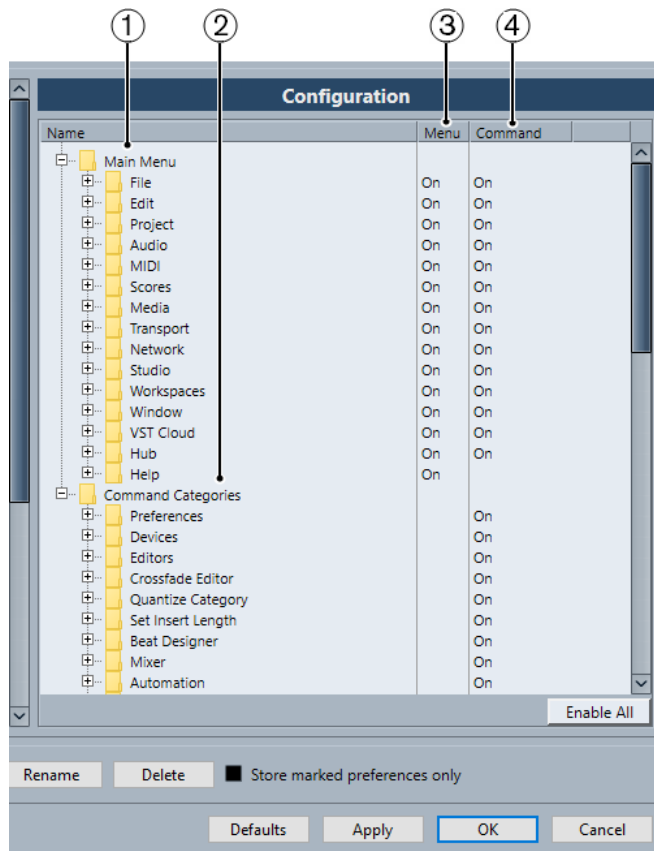 1 2 3 4
Configuration
Name Menu Command
Main Menu
File On On
Edit On On
Project On On
Audio On On
MIDI On On
Scores On On
Media On On
Transport On On
Network On On
Studio On On
Workspaces On On
Window On On
VST Cloud On On
Hub On On
Help On
Command Categories
Preferences On
Devices On
Editors On
Crossfade Editor On
Quantize Category On
Set Insert Length On
Beat Designer On
Mixer On
Automation On
Enable All
Rename Delete Store marked preferences only
Defaults Apply OK Cancel